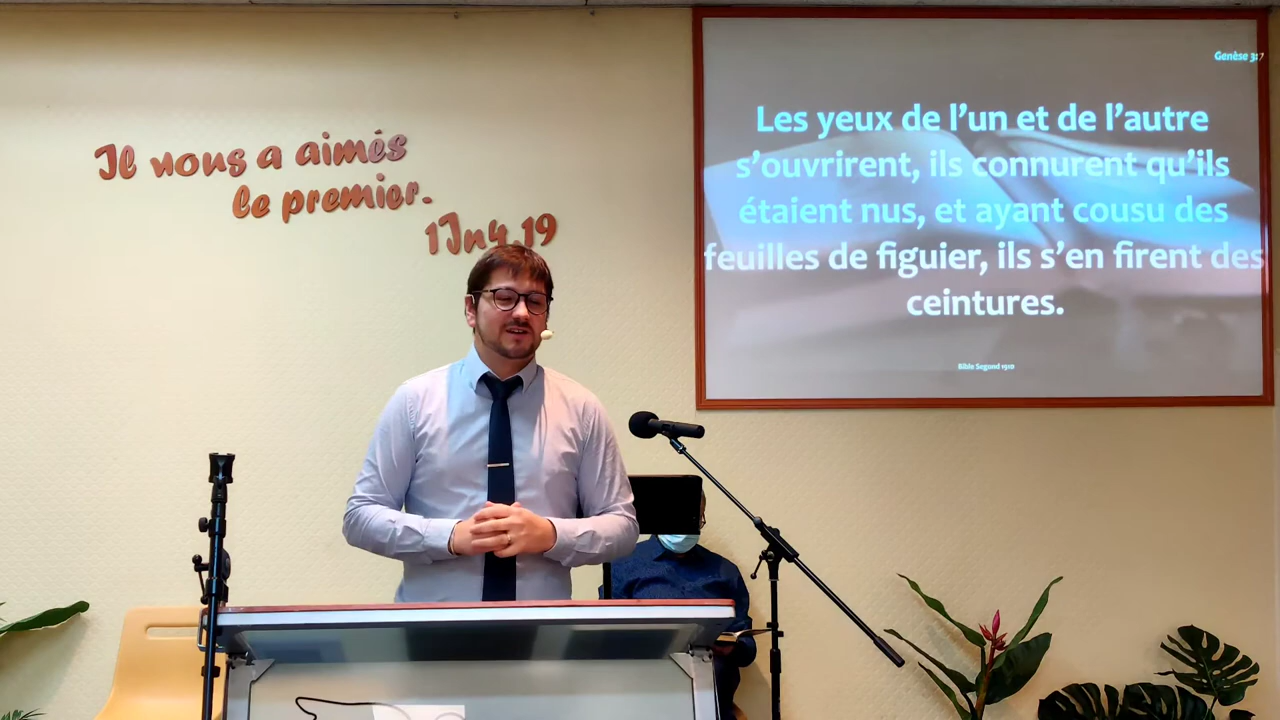 Il nous a aimés
le premier.
1Jn4.19
Genèse 3:7
Les yeux de l'un et de l'autre
s'ouvrirent, ils connurent qu'ils
étaient nus, et ayant cousu des
feuilles de figuier, ils s'en firent des
ceintures.
Bible Segond 1910